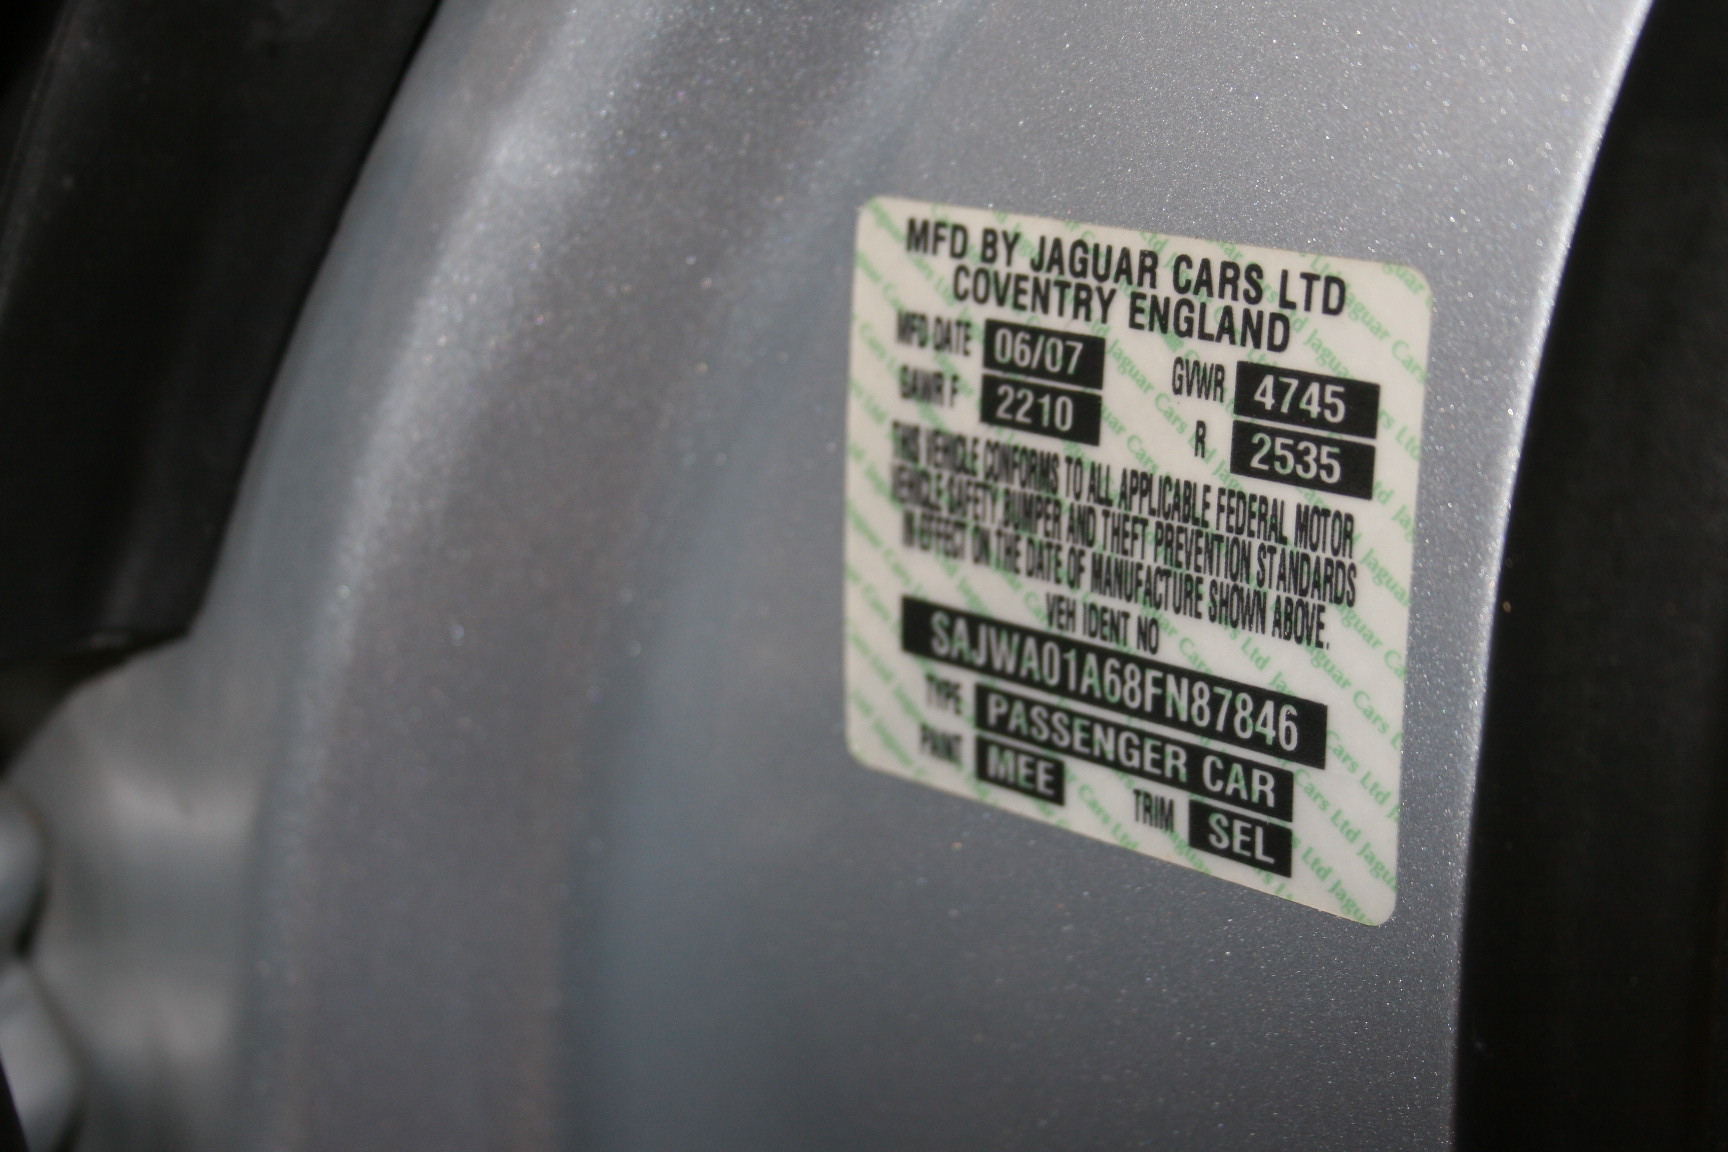 MFD BY JAGUAR CARS LTD
COVENTRY ENGLAND
MFD DATE 06/07 GVWR 4745
GAWR F 2210 R 2535
THIS VEHICLE CONFORMS TO ALL APPLICABLE FEDERAL MOTOR
VEHICLE SAFETY BUMPER AND THEFT PREVENTION STANDARDS
IN EFFECT ON THE DATE OF MANUFACTURE SHOWN ABOVE.
VEH IDENT NO
SAJWA01A68FN87846
TYPE PASSENGER CAR
PAINT MEE TRIM SEL